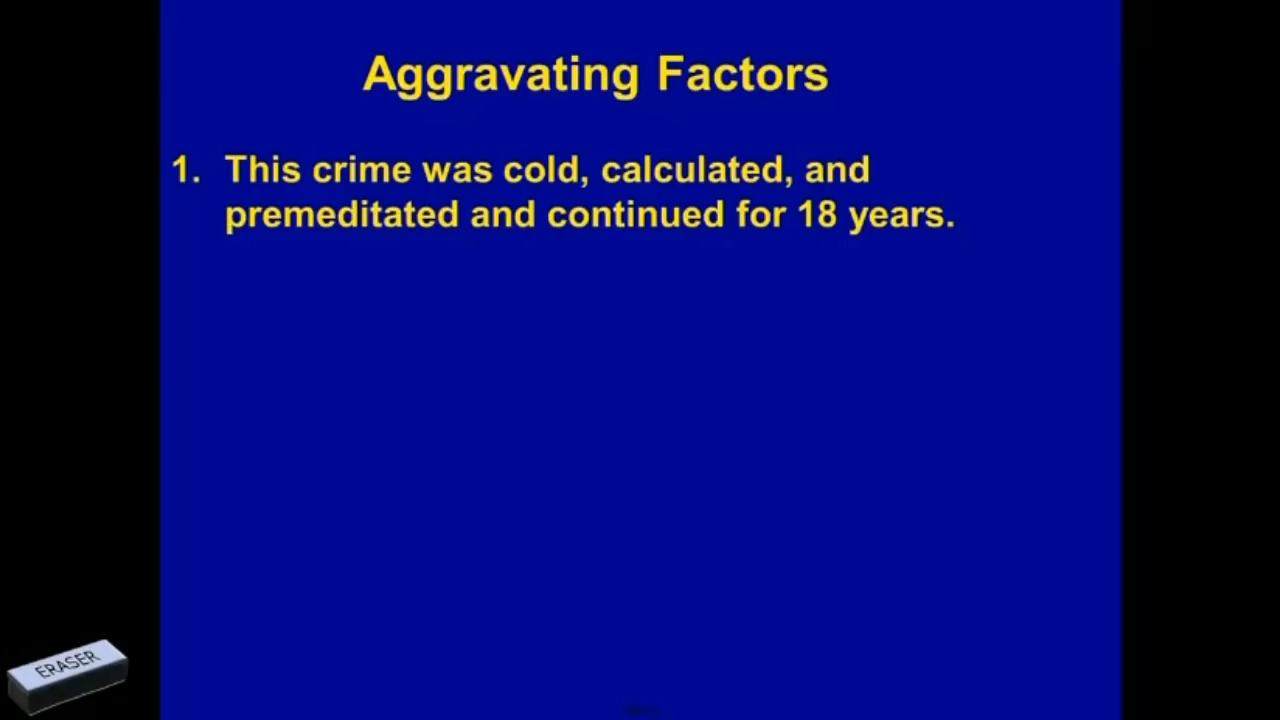 Aggravating Factors
1. This crime was cold, calculated, and
premeditated and continued for 18 years.
ERASER